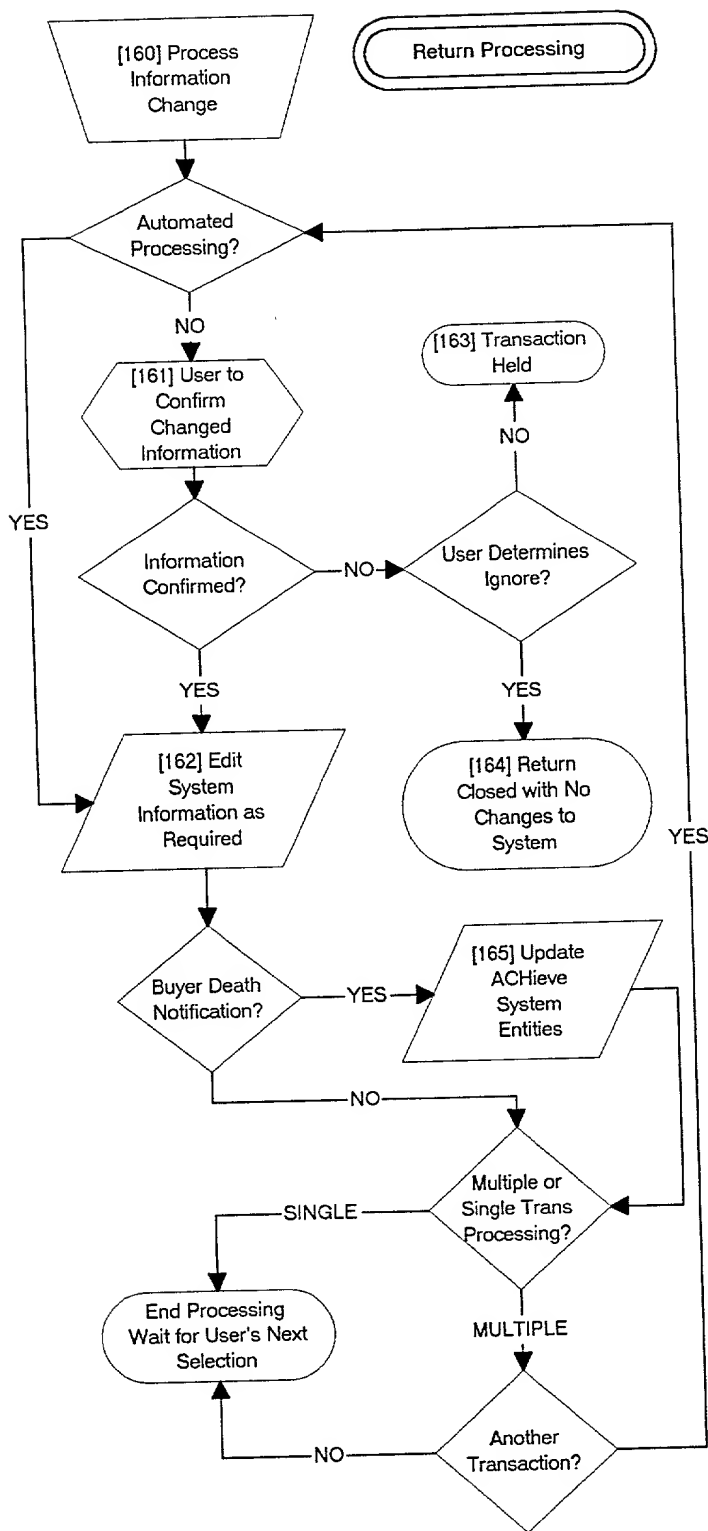 [160] Process
Information
Change
Return Processing
Automated
Processing?
NO
[161] User to
Confirm
Changed
Information
[163] Transaction
Held
NO
YES
Information
Confirmed?
NO
User Determines
Ignore?
YES
YES
[162] Edit
System
Information as
Required
[164] Return
Closed with No
Changes to
System
YES
Buyer Death
Notification?
YES
[165] Update
ACHieve
System
Entities
NO
Multiple or
Single Trans
Processing?
SINGLE
End Processing
Wait for User's Next
Selection
MULTIPLE
Another
Transaction?
NO